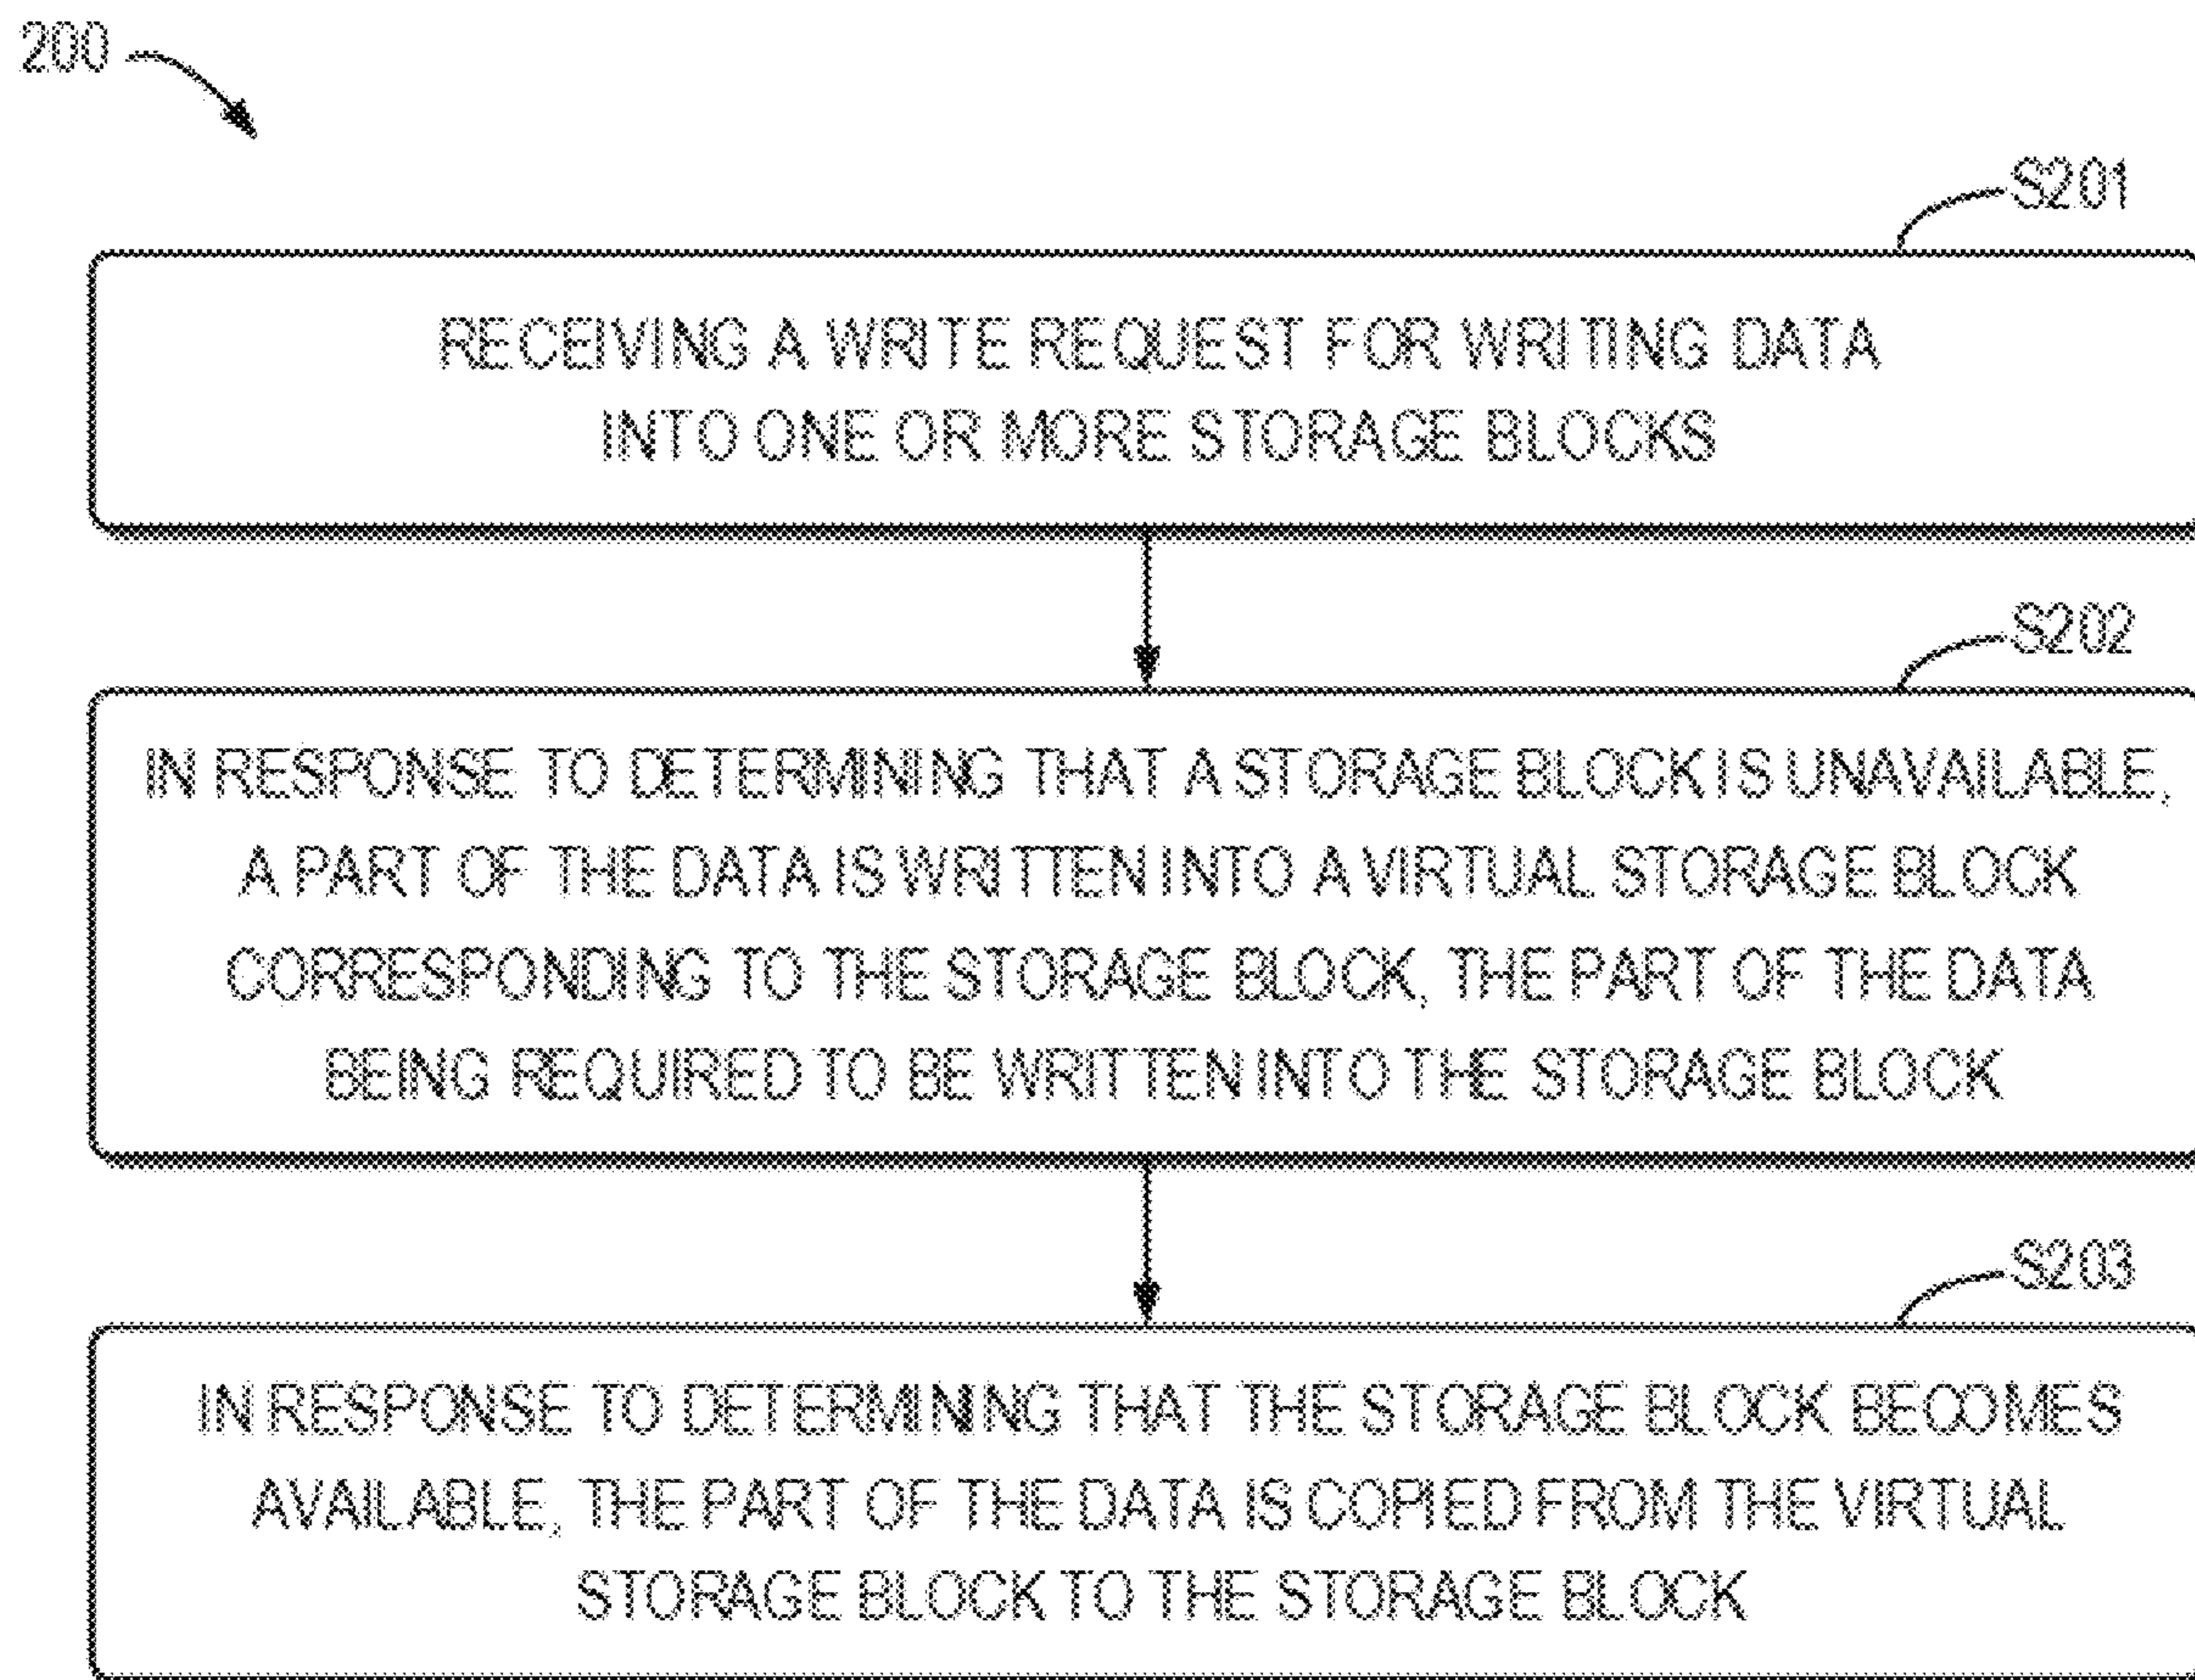 200
S201
RECEIVING A WRITE REQUEST FOR WRITING DATA
INTO ONE OR MORE STORAGE BLOCKS
S202
IN RESPONSE TO DETERMINING THAT A STORAGE BLOCK IS UNAVAILABLE,
A PART OF THE DATA IS WRITTEN INTO A VIRTUAL STORAGE BLOCK
CORRESPONDING TO THE STORAGE BLOCK, THE PART OF THE DATA
BEING REQUIRED TO BE WRITTEN INTO THE STORAGE BLOCK
S203
IN RESPONSE TO DETERMINING THAT THE STORAGE BLOCK BECOMES
AVAILABLE, THE PART OF THE DATA IS COPIED FROM THE VIRTUAL
STORAGE BLOCK TO THE STORAGE BLOCK